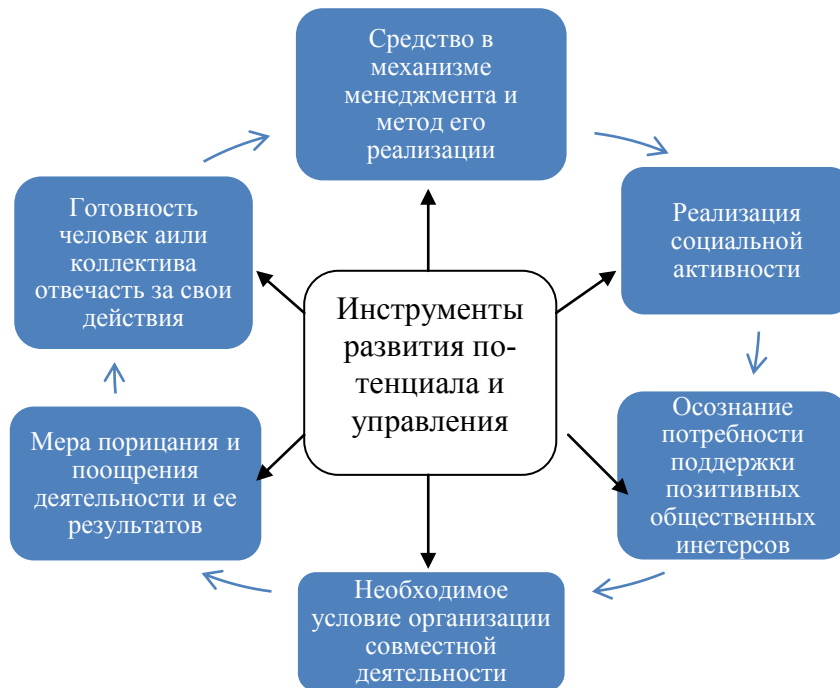 Средство в
механизме
менеджмента и
метод его
реализации
Реализация
социальной
активности
Осознание
потребности
поддержки
позитивных
общественных
инетерсов
Необходимое
условие организации
совместной
деятельности
Мера порицания и
поощрения
деятельности и ее
результатов
Готовность
человек аили
коллектива
отвечасть за свои
действия
Инструменты
развития по-
тенциала и
управления